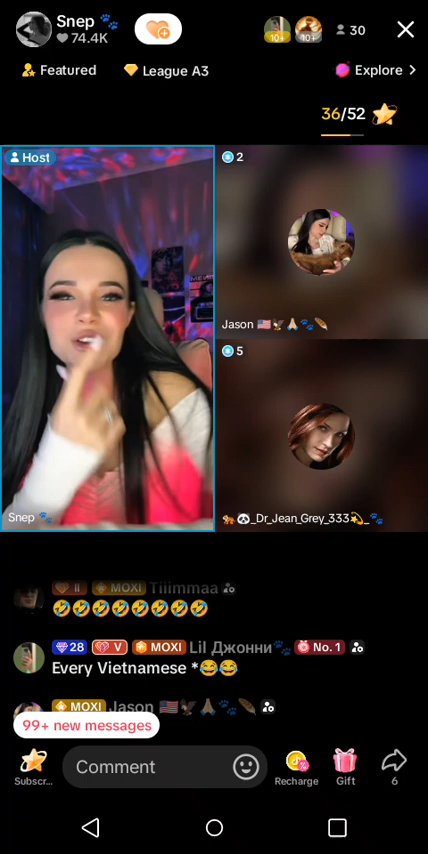 Snep 🐾
74.4K
10+
10+
30
Featured
League A3
Explore
36/52
Host
2
Jason 🇺🇸🦅🙏🏻🐾🪶
5
Snep 🐾
🐅🐼_Dr_Jean_Grey_333💫_🐾
II MOXI Tiiimmaa
🤣🤣🤣🤣🤣🤣🤣🤣
28 V MOXI Lil Джонни🐾 No. 1
Every Vietnamese *😂😂
MOXI Jason 🇺🇸🦅🙏🏻🐾🪶
99+ new messages
Comment
Subscr...
Recharge
Gift
6